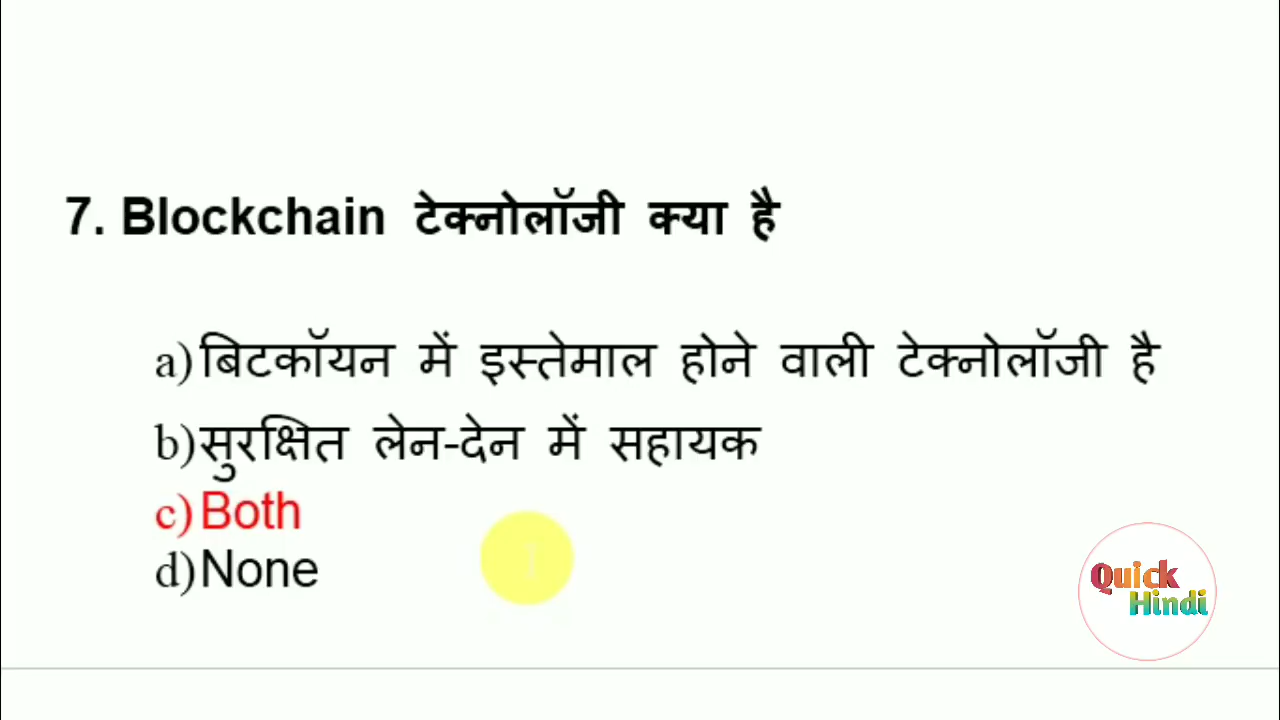 7. Blockchain टेक्नोलॉजी क्या है
a) बिटकॉयन में इस्तेमाल होने वाली टेक्नोलॉजी है
b) सुरक्षित लेन-देन में सहायक
c) Both
d) None
Quick
Hindi